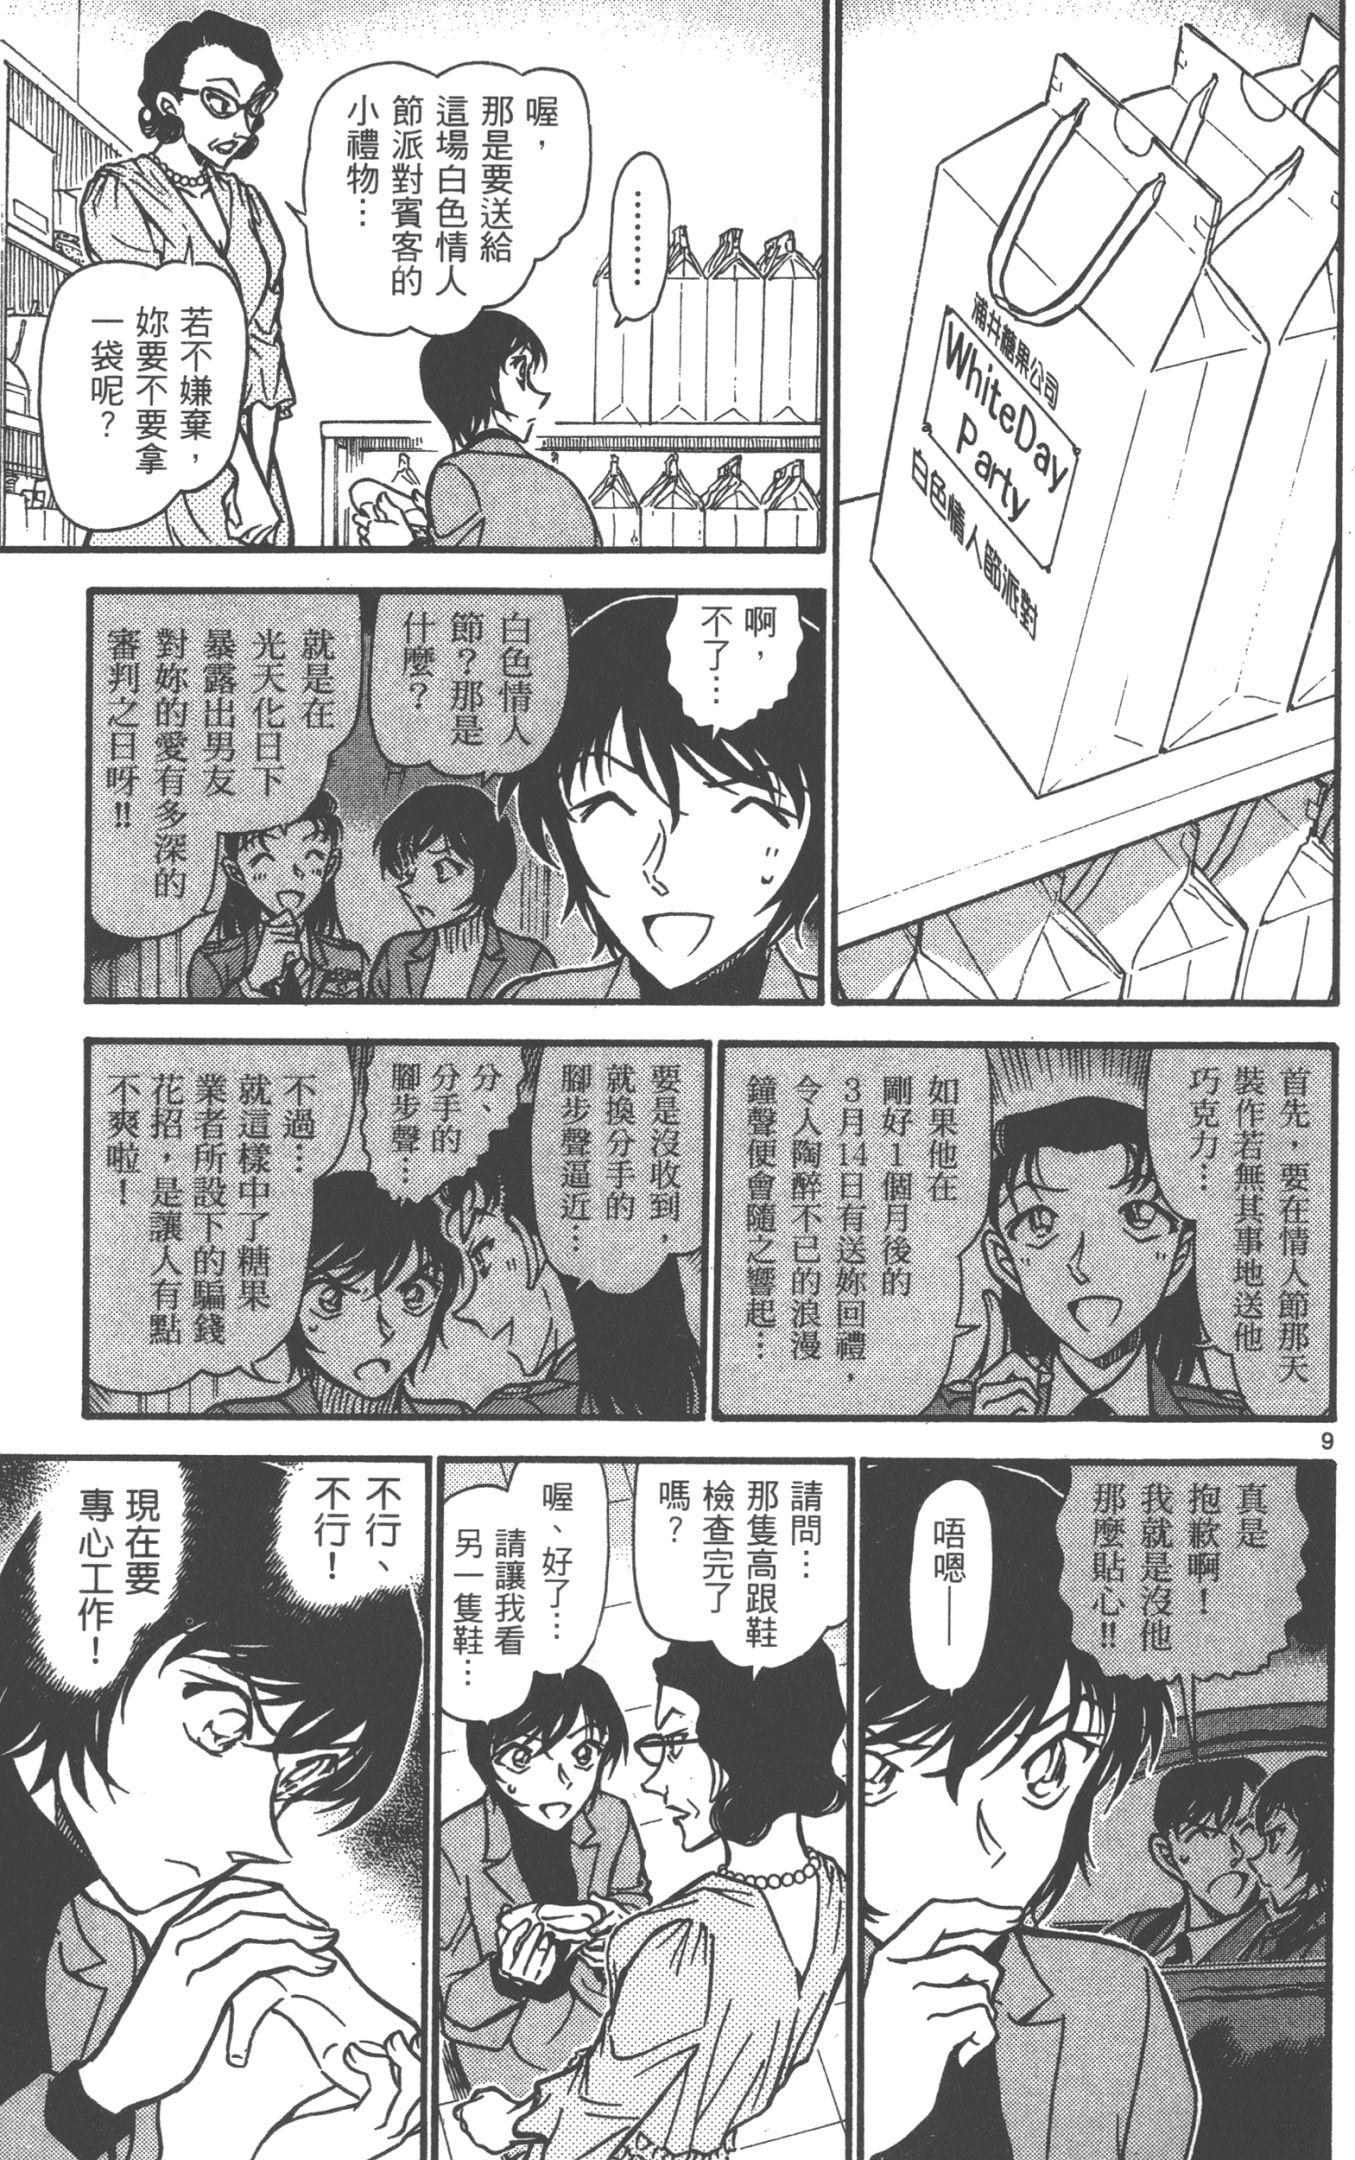 浦井糖果公司
WhiteDay
Party
白色情人節派對
………
喔，
那是要送給
這場白色情人
節派對賓客的
小禮物…
若不嫌棄，
妳要不要拿
一袋呢？
啊，
不了…
白色情人
節？那是
什麼？
就是在
光天化日下
暴露出男友
對妳的愛有多深的
審判之日呀!!
首先，要在情人節那天
裝作若無其事地送他
巧克力…
如果他在
剛好1個月後的
3月14日有送妳回禮，
令人陶醉不已的浪漫
鐘聲便會隨之響起…
要是沒收到，
就換分手的
腳步聲逼近…
分、
分手的
腳步聲…
不過…
就這樣中了糖果
業者所設下的騙錢
花招，是讓人有點
不爽啦！
9
真是
抱歉啊！
我就是沒他
那麼貼心!!
唔嗯——
請問…
那隻高跟鞋
檢查完了
嗎？
喔、好了…
請讓我看
另一隻鞋…
不行、
不行！
現在要
專心工作！